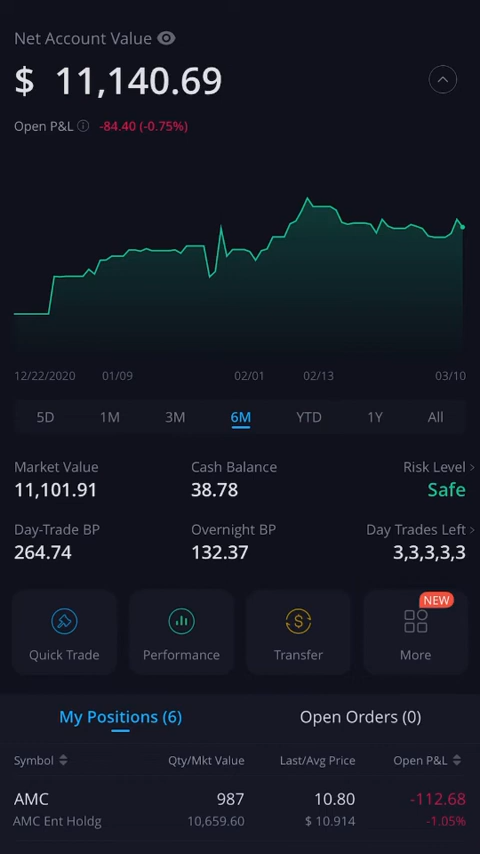 Net Account Value
$ 11,140.69
Open P&L -84.40 (-0.75%)
12/22/2020 01/09 02/01 02/13 03/10
5D 1M 3M 6M YTD 1Y All
Market Value Cash Balance Risk Level
11,101.91 38.78 Safe
Day-Trade BP Overnight BP Day Trades Left
264.74 132.37 3,3,3,3,3
NEW
Quick Trade Performance Transfer More
My Positions (6) Open Orders (0)
Symbol Qty/Mkt Value Last/Avg Price Open P&L
AMC 987 10.80 -112.68
AMC Ent Holdg 10,659.60 $ 10.914 -1.05%